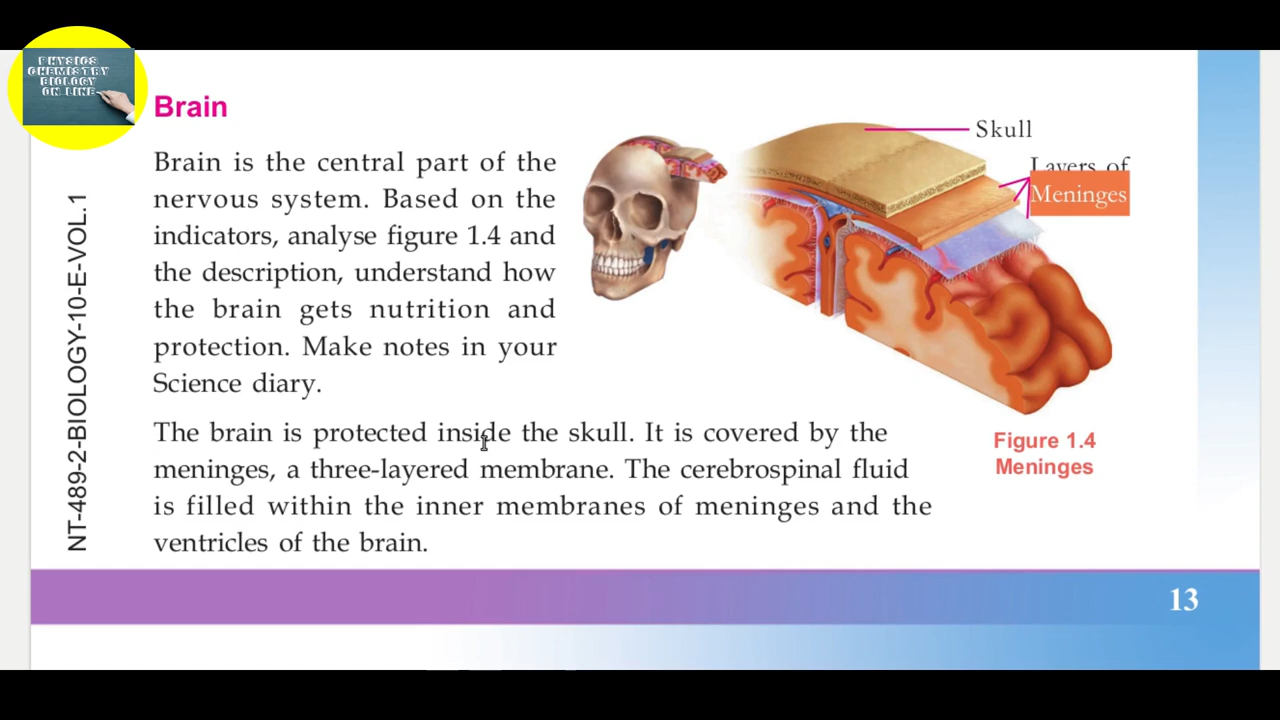 PHYSICS
CHEMISTRY
BIOLOGY
ON LINE
Brain
Brain is the central part of the
nervous system. Based on the
indicators, analyse figure 1.4 and
the description, understand how
the brain gets nutrition and
protection. Make notes in your
Science diary.
Skull
Layers of
Meninges
The brain is protected inside the skull. It is covered by the
meninges, a three-layered membrane. The cerebrospinal fluid
is filled within the inner membranes of meninges and the
ventricles of the brain.
Figure 1.4
Meninges
NT-489-2-BIOLOGY-10-E-VOL.1
13